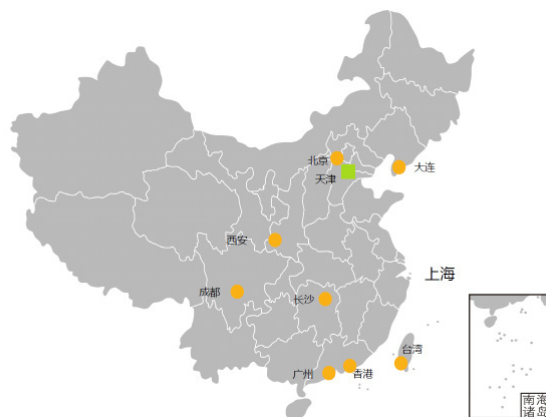 北京
大连
天津
西安
上海
成都
长沙
台湾
广州
香港
南海
诸岛